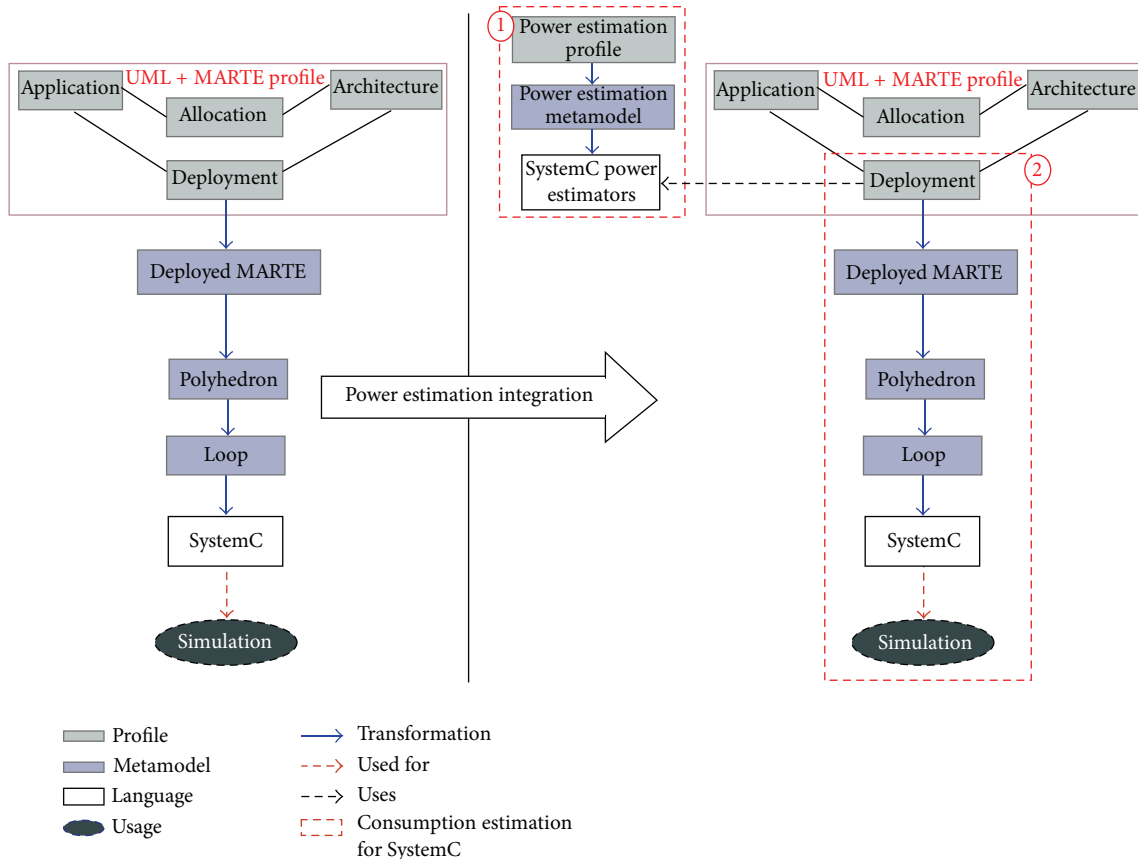 UML + MARTE profile
Application
Architecture
Allocation
Deployment
Deployed MARTE
Polyhedron
Loop
SystemC
Simulation
Power estimation integration
1
Power estimation
profile
Power estimation
metamodel
SystemC power
estimators
UML + MARTE profile
Application
Architecture
Allocation
Deployment
2
Deployed MARTE
Polyhedron
Loop
SystemC
Simulation
Profile
Metamodel
Language
Usage
Transformation
Used for
Uses
Consumption estimation
for SystemC